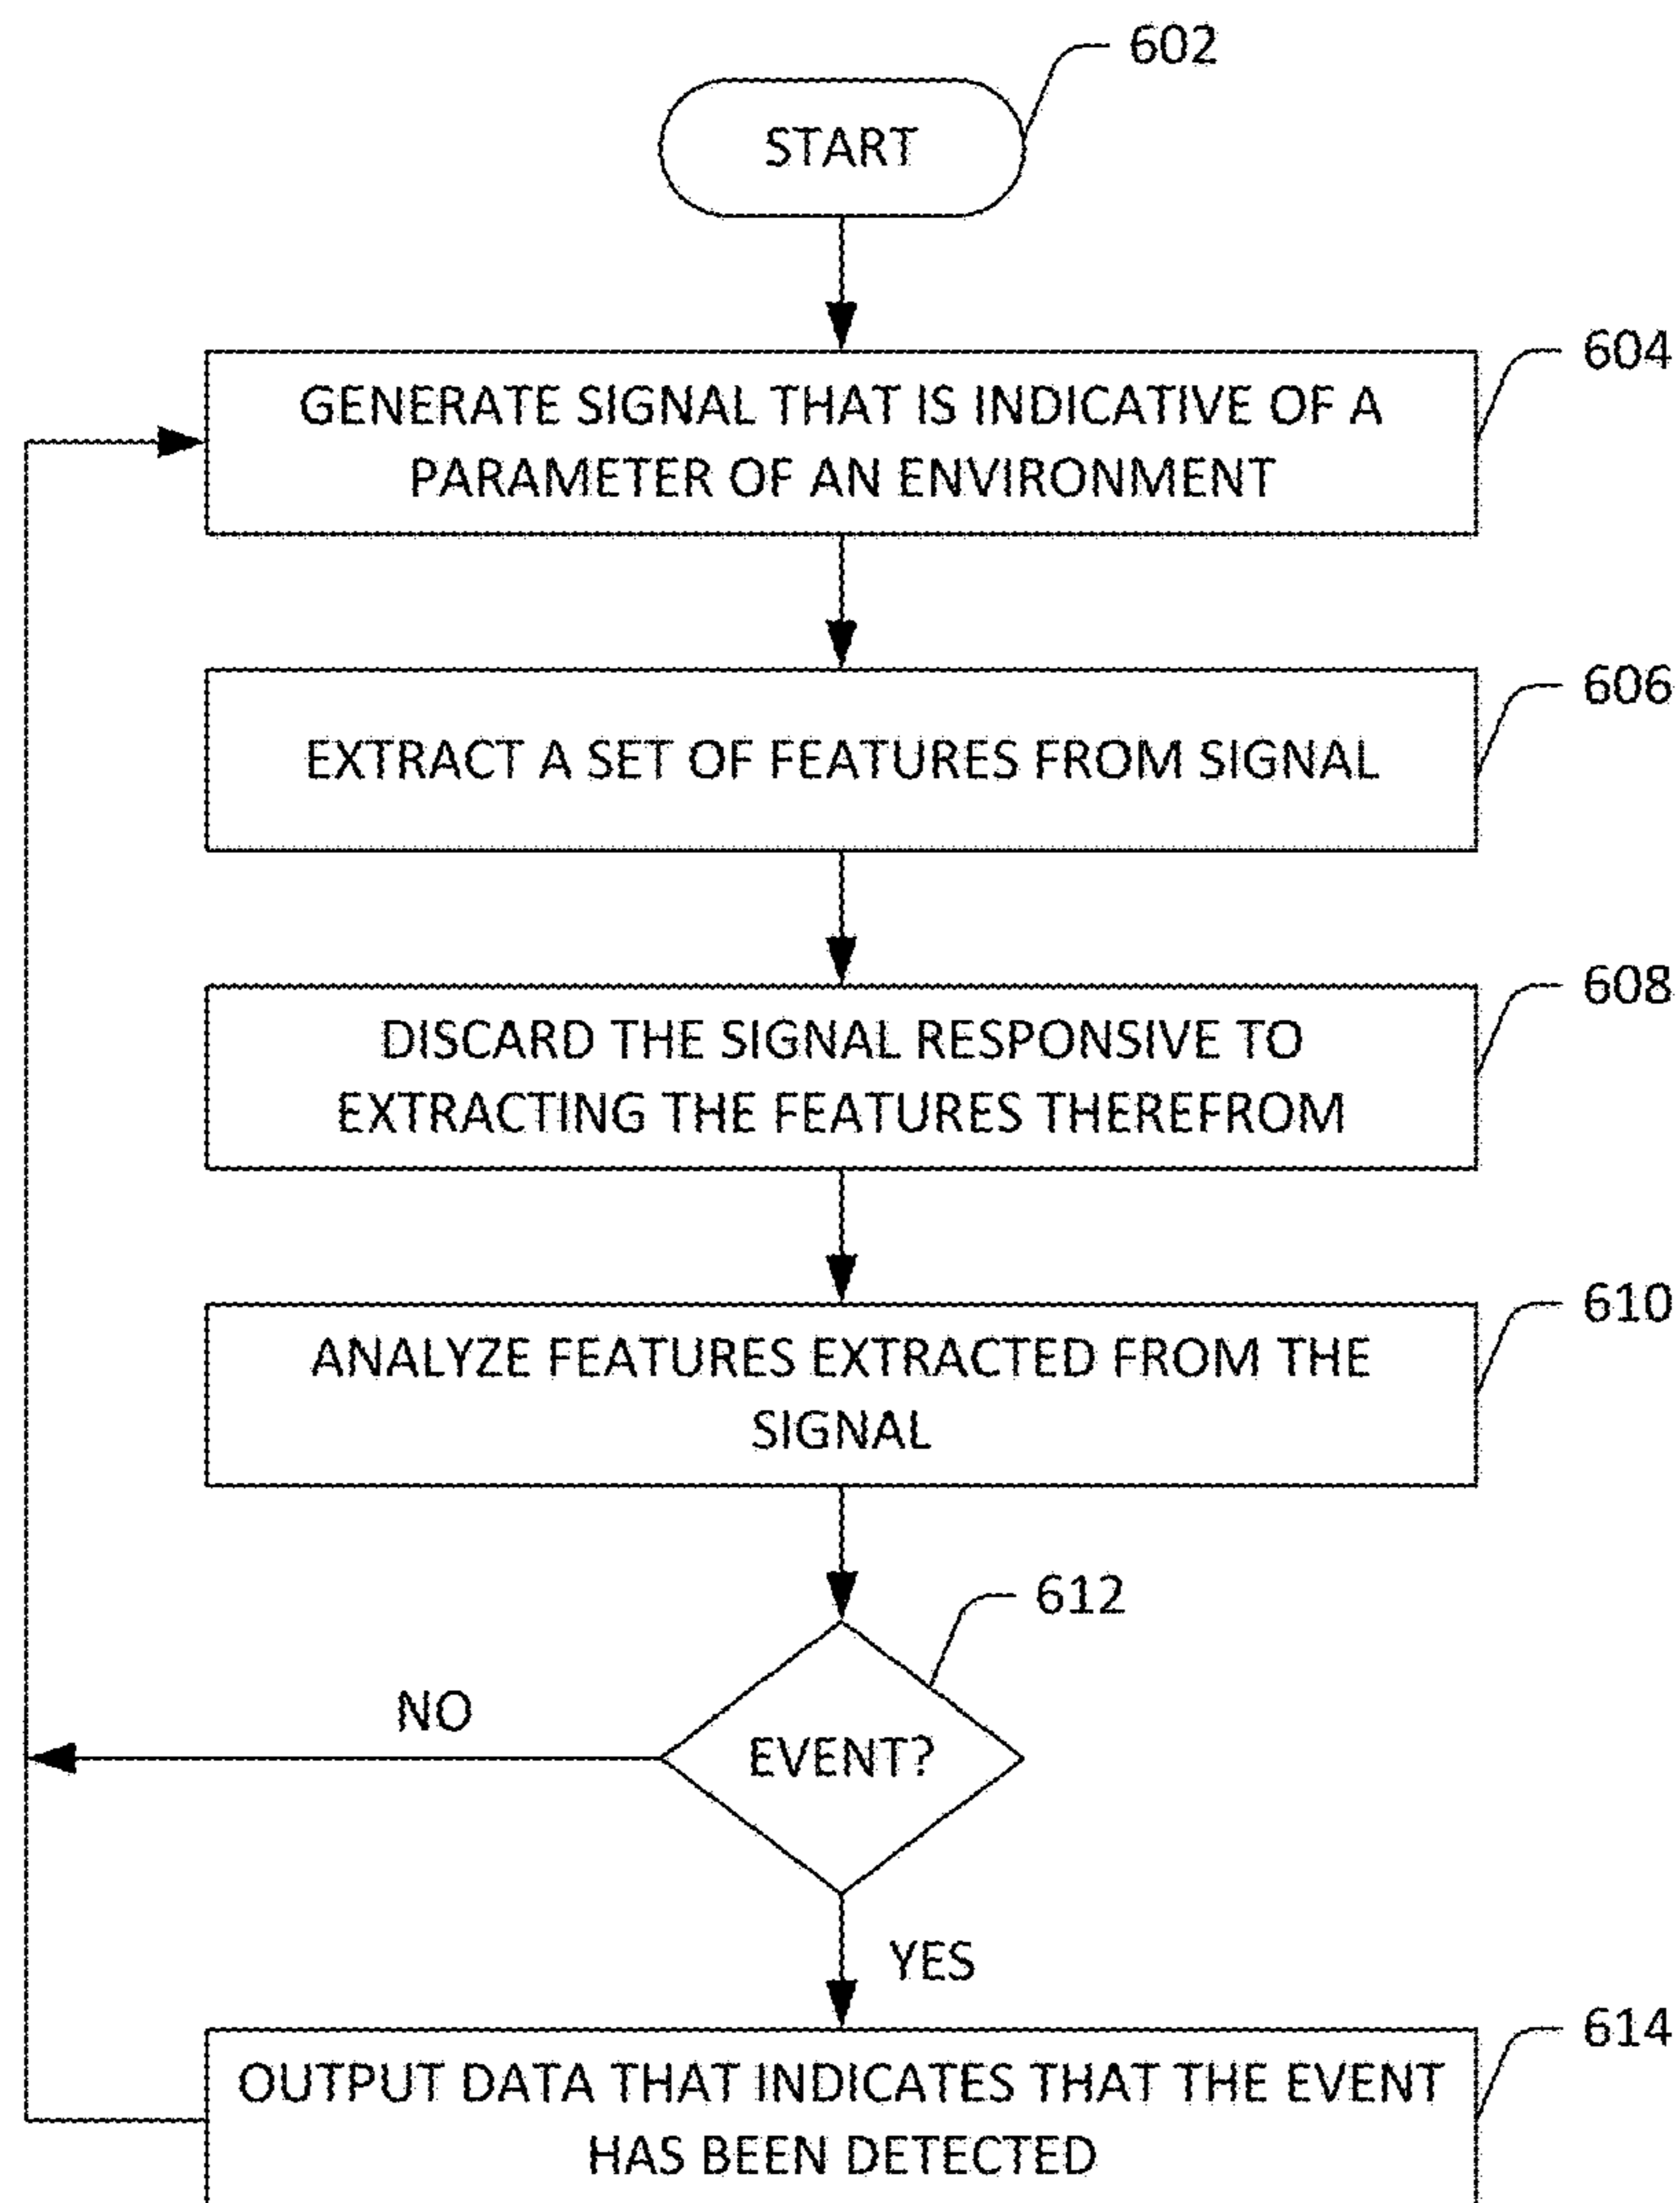 602
START
604
GENERATE SIGNAL THAT IS INDICATIVE OF A
PARAMETER OF AN ENVIRONMENT
606
EXTRACT A SET OF FEATURES FROM SIGNAL
608
DISCARD THE SIGNAL RESPONSIVE TO
EXTRACTING THE FEATURES THEREFROM
610
ANALYZE FEATURES EXTRACTED FROM THE
SIGNAL
612
NO
EVENT?
YES
614
OUTPUT DATA THAT INDICATES THAT THE EVENT
HAS BEEN DETECTED